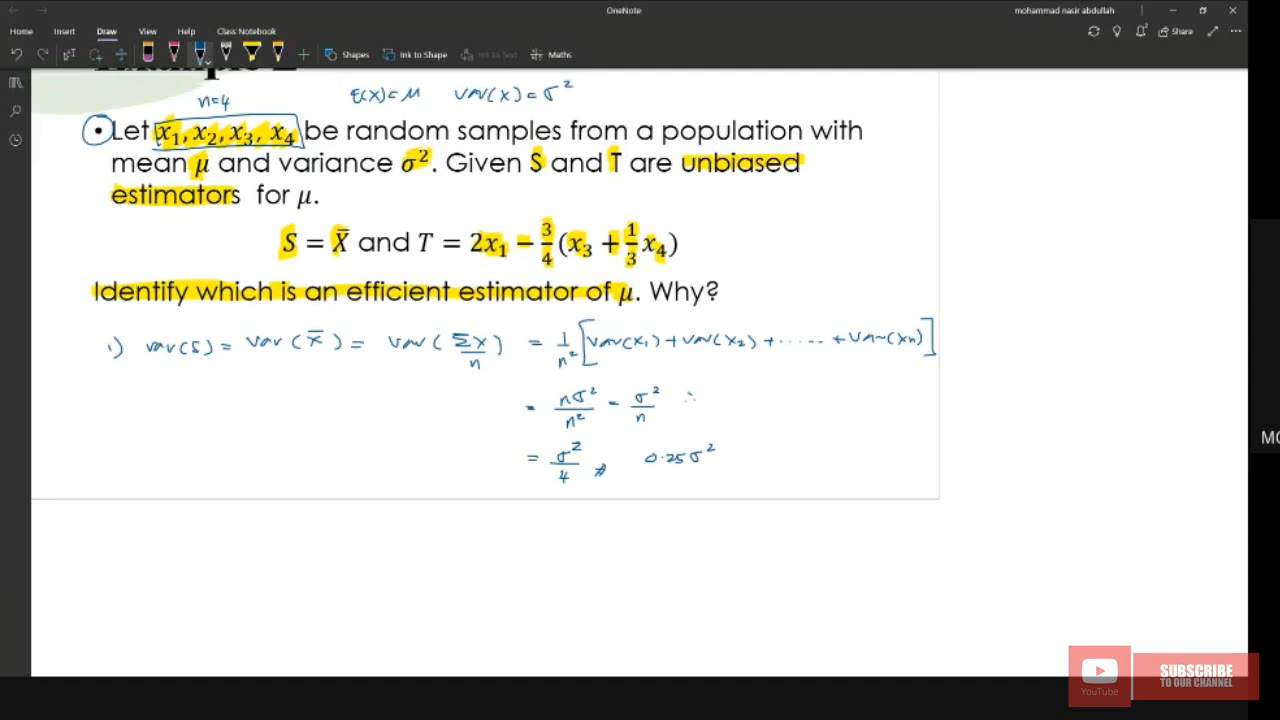 OneNote
mohammad nasir abdullah
Home Insert Draw View Help Class Notebook
Share
Shapes Ink to Shape Ink to Text Maths
n=4 E(X)=μ Var(X)=σ²
• Let x₁, x₂, x₃, x₄ be random samples from a population with
mean μ and variance σ². Given S and T are unbiased
estimators for μ.
S = X̄ and T = 2x₁ − 3/4(x₃ + 1/3x₄)
Identify which is an efficient estimator of μ. Why?
1) Var(S) = Var(X̄) = Var(Σx/n) = 1/n² [Var(x₁) + Var(x₂) + ...... + Var(xn)]
= nσ²/n² = σ²/n ∴
= σ²/4 # 0.25σ²
YouTube
SUBSCRIBE
TO OUR CHANNEL